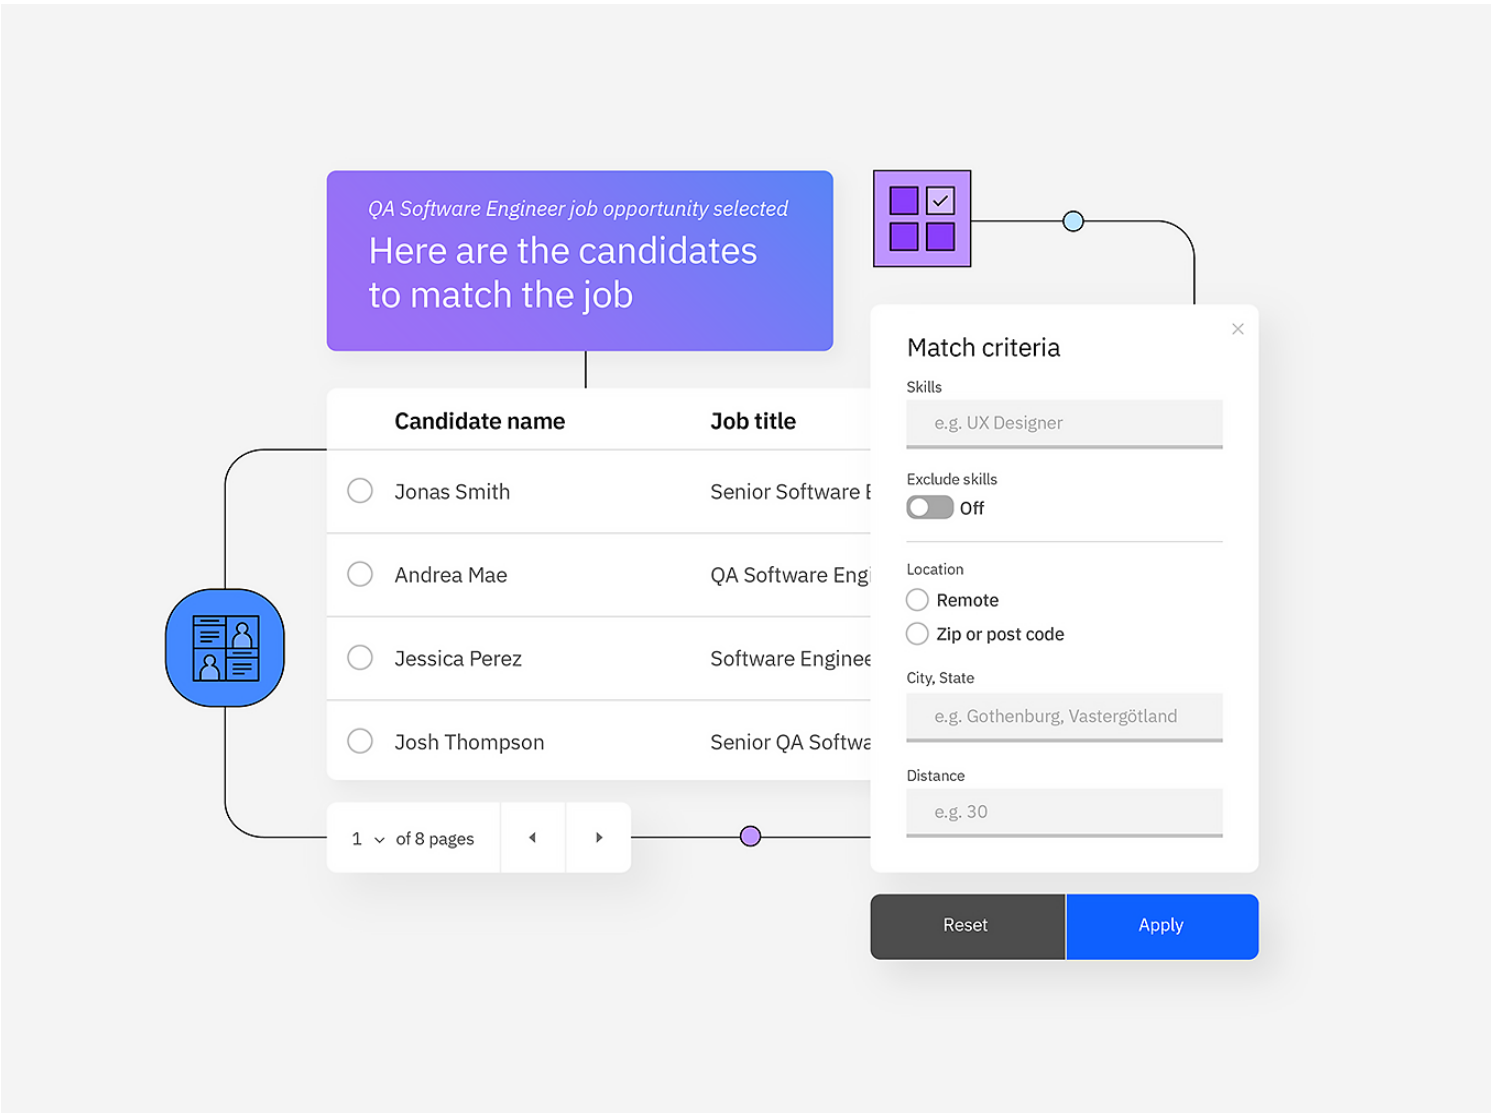 QA Software Engineer job opportunity selected
Here are the candidates
to match the job
Candidate name Job title
Jonas Smith Senior Software E
Andrea Mae QA Software Engi
Jessica Perez Software Enginee
Josh Thompson Senior QA Softwa
1 of 8 pages
Match criteria
Skills
e.g. UX Designer
Exclude skills
Off
Location
Remote
Zip or post code
City, State
e.g. Gothenburg, Vastergötland
Distance
e.g. 30
Reset Apply